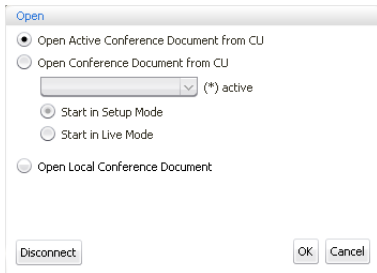 Open
Open Active Conference Document from CU
Open Conference Document from CU
(*) active
Start in Setup Mode
Start in Live Mode
Open Local Conference Document
Disconnect OK Cancel